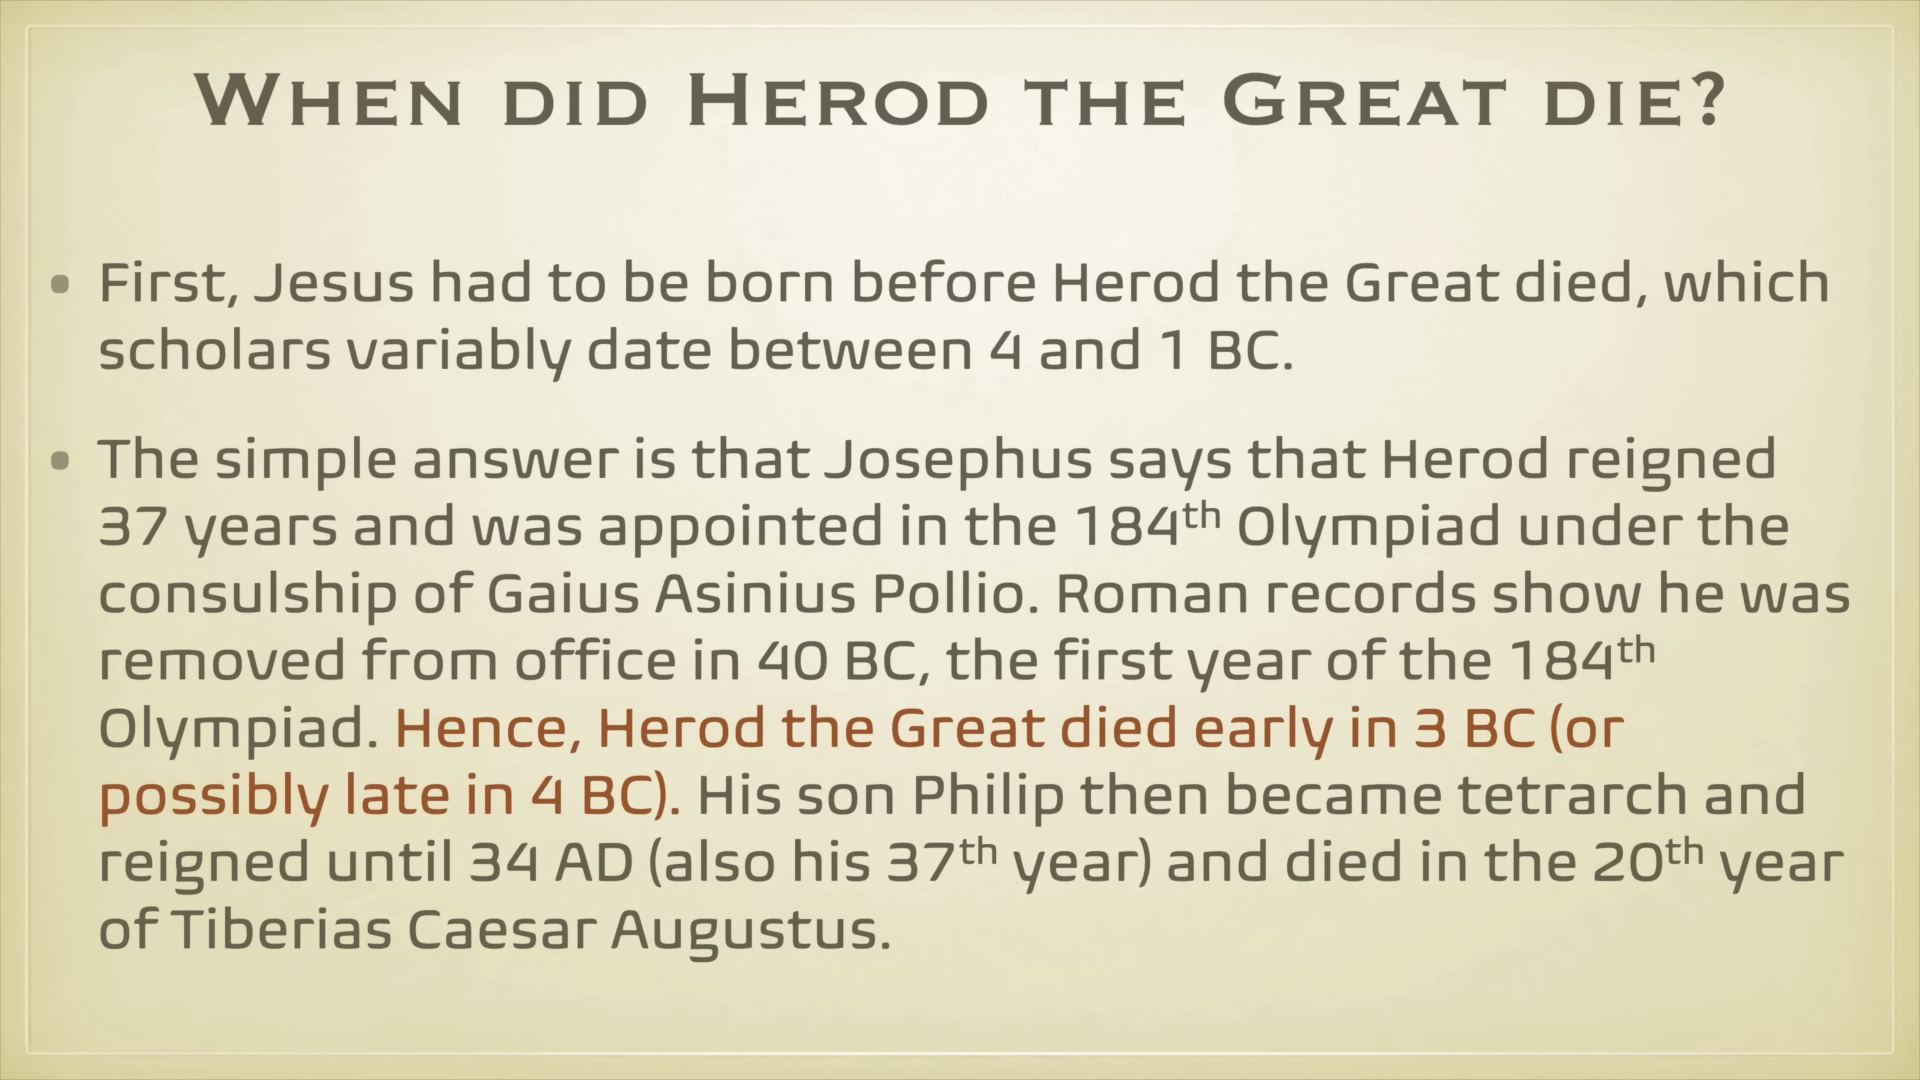 When did Herod the Great die?
• First, Jesus had to be born before Herod the Great died, which
scholars variably date between 4 and 1 BC.
• The simple answer is that Josephus says that Herod reigned
37 years and was appointed in the 184th Olympiad under the
consulship of Gaius Asinius Pollio. Roman records show he was
removed from office in 40 BC, the first year of the 184th
Olympiad. Hence, Herod the Great died early in 3 BC (or
possibly late in 4 BC). His son Philip then became tetrarch and
reigned until 34 AD (also his 37th year) and died in the 20th year
of Tiberias Caesar Augustus.